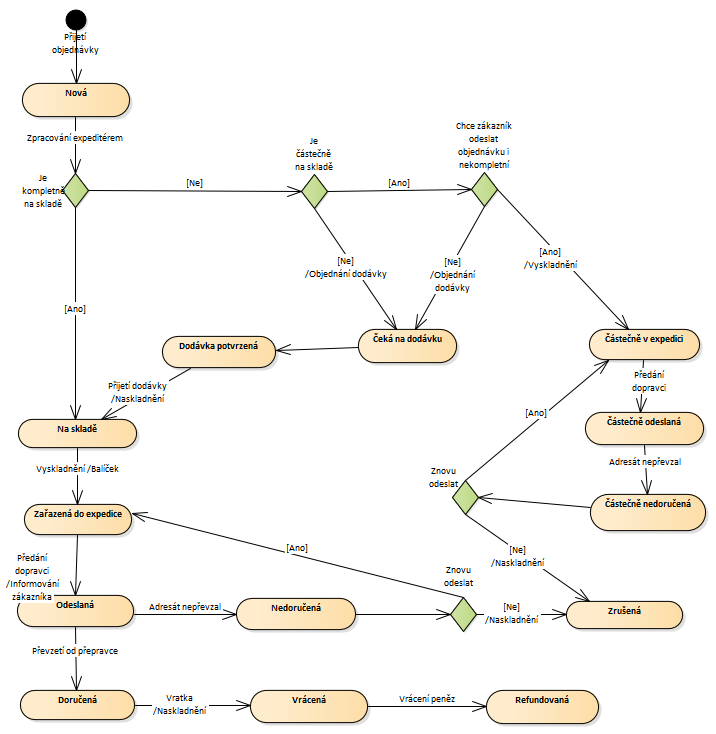 Přijetí
objednávky
Nová
Zpracování expeditérem
Je
kompletně
na skladě
[Ne]
Je
částečně
na skladě
[Ano]
Chce zákazník
odeslat
objednávku i
nekompletní
[Ne]
/Objednání dodávky
[Ne]
/Objednání
dodávky
[Ano]
/Vyskladnění
[Ano]
Dodávka potvrzená
Čeká na dodávku
Částečně v expedici
Přijetí dodávky
/Naskladnění
Předání
dopravci
[Ano]
Na skladě
Částečně odeslaná
Vyskladnění /Balíček
Znovu
odeslat
Adresát nepřevzal
Zařazená do expedice
Částečně nedoručená
[Ano]
[Ne]
/Naskladnění
Předání
dopravci
/Informování
zákazníka
Znovu
odeslat
Odeslaná
Adresát nepřevzal
Nedoručená
[Ne]
/Naskladnění
Zrušená
Převzetí od přepravce
Doručená
Vratka
/Naskladnění
Vrácená
Vrácení peněz
Refundovaná